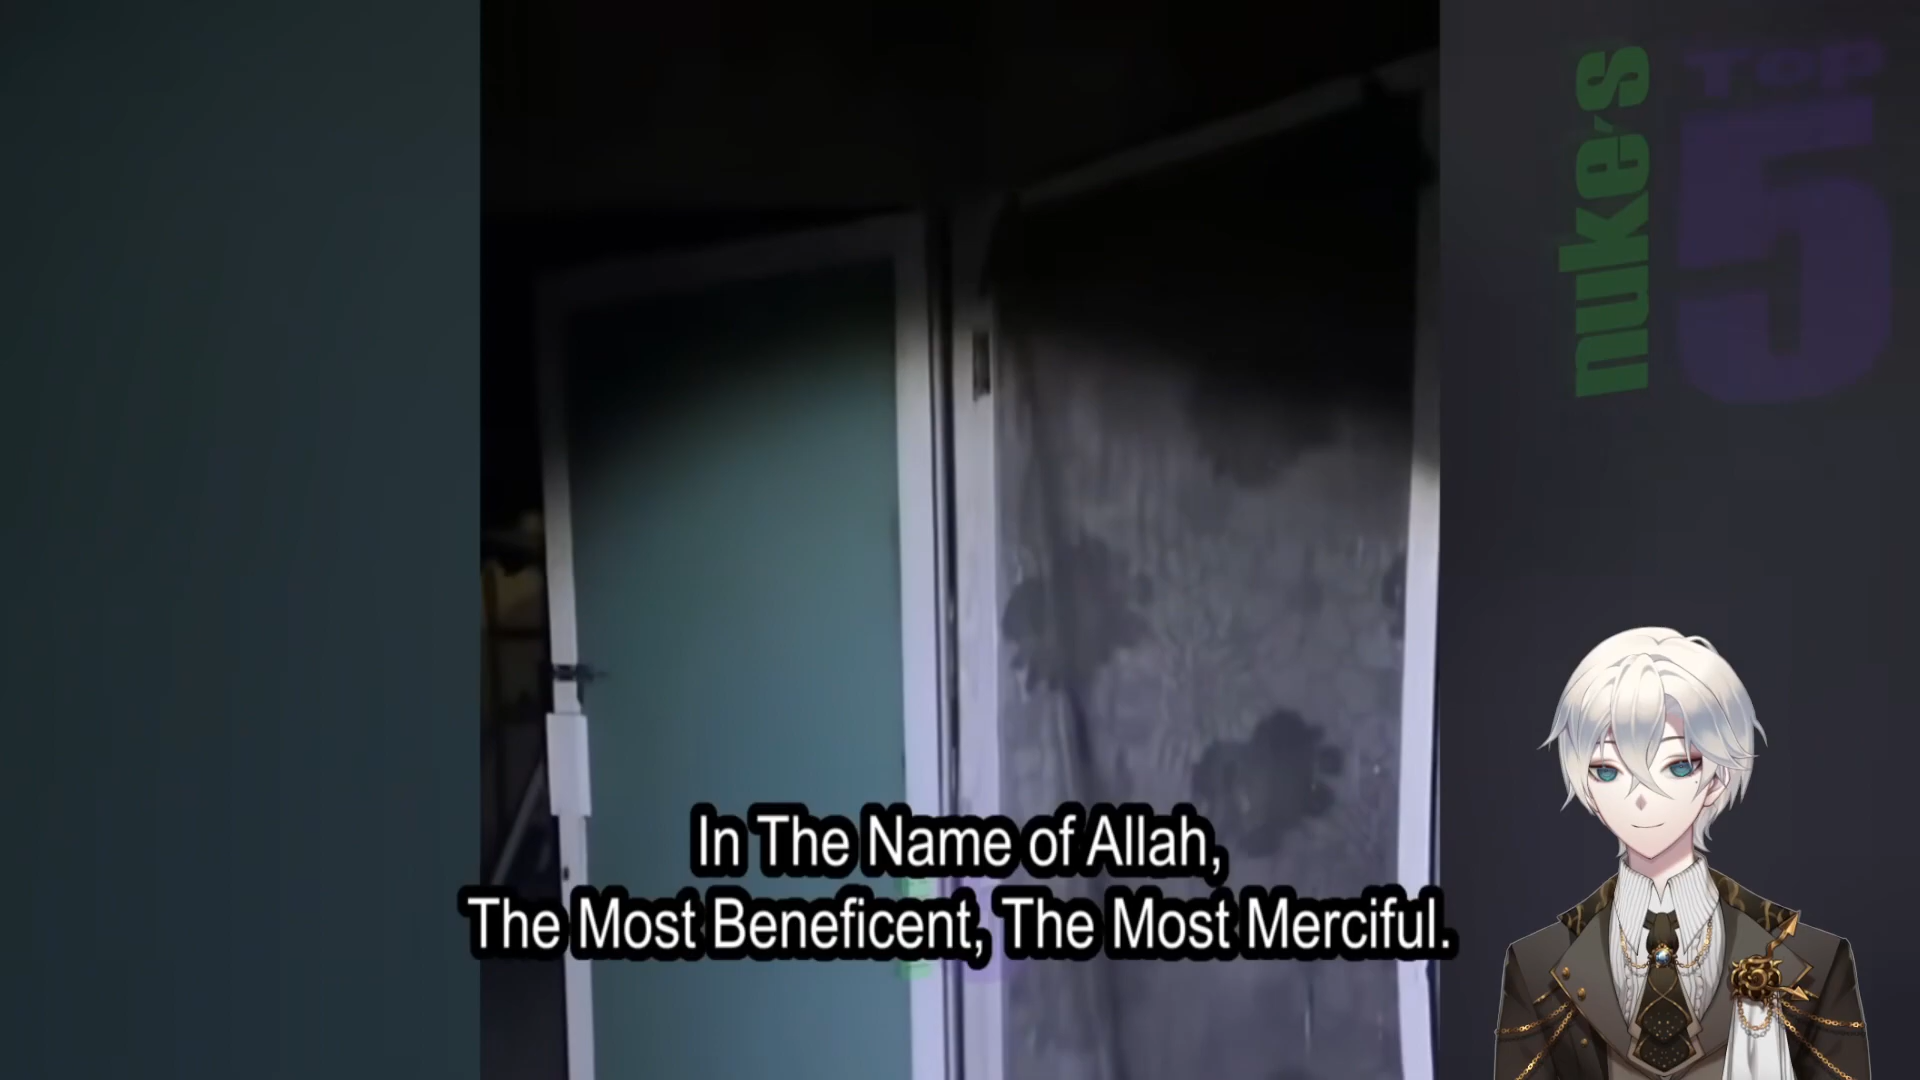 nuke's
TOP
5
In The Name of Allah,
The Most Beneficent, The Most Merciful.